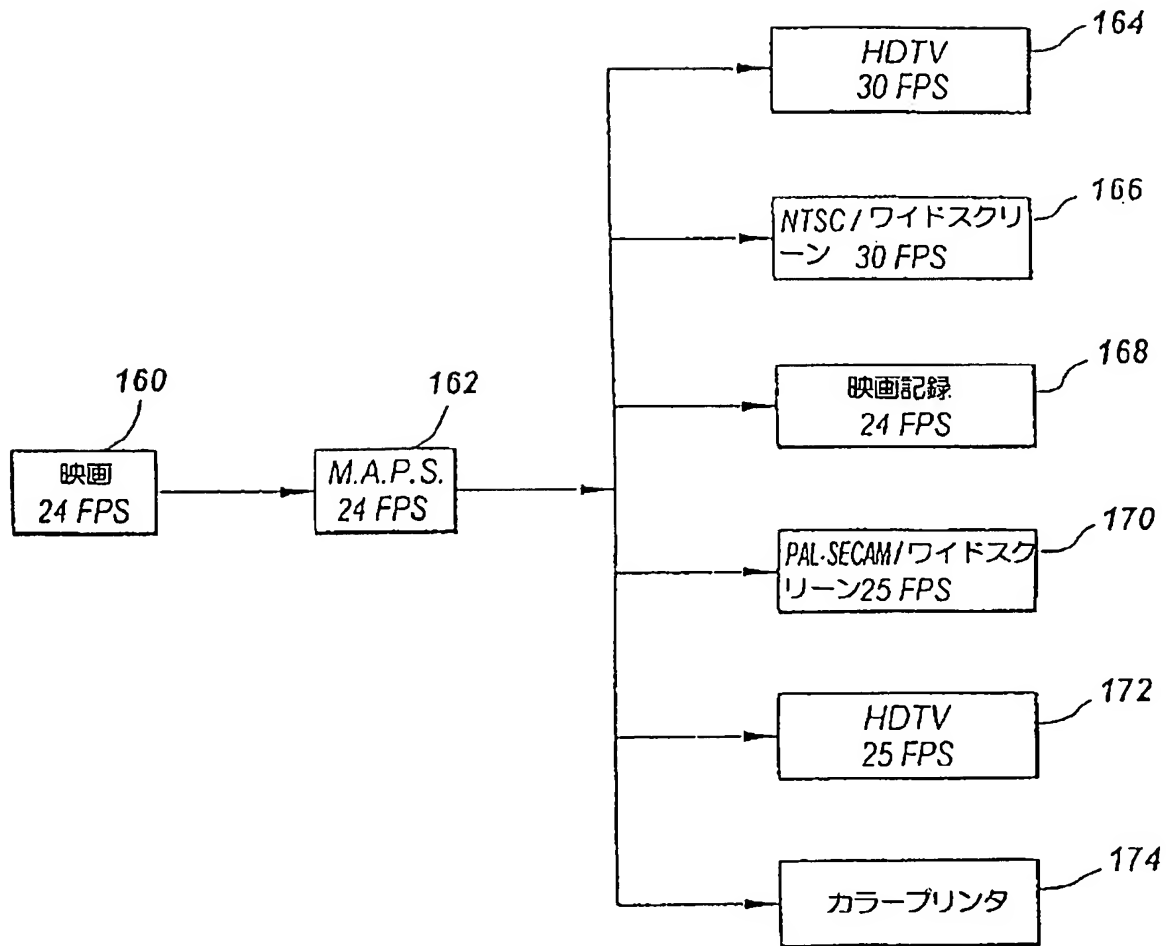 164
HDTV
30 FPS
166
NTSC/ワイドスクリ
ーン 30 FPS
168
映画記録
24 FPS
160
映画
24 FPS
162
M.A.P.S.
24 FPS
170
PAL·SECAM/ワイドスク
リーン25 FPS
172
HDTV
25 FPS
174
カラープリンタ